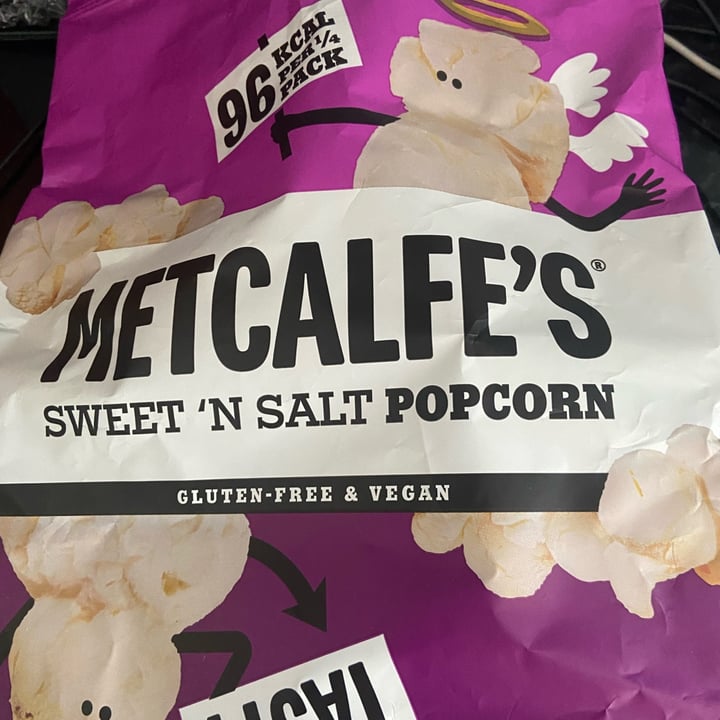 96 KCAL
PER 1/4
PACK
METCALFE'S®
SWEET 'N SALT POPCORN
GLUTEN-FREE & VEGAN